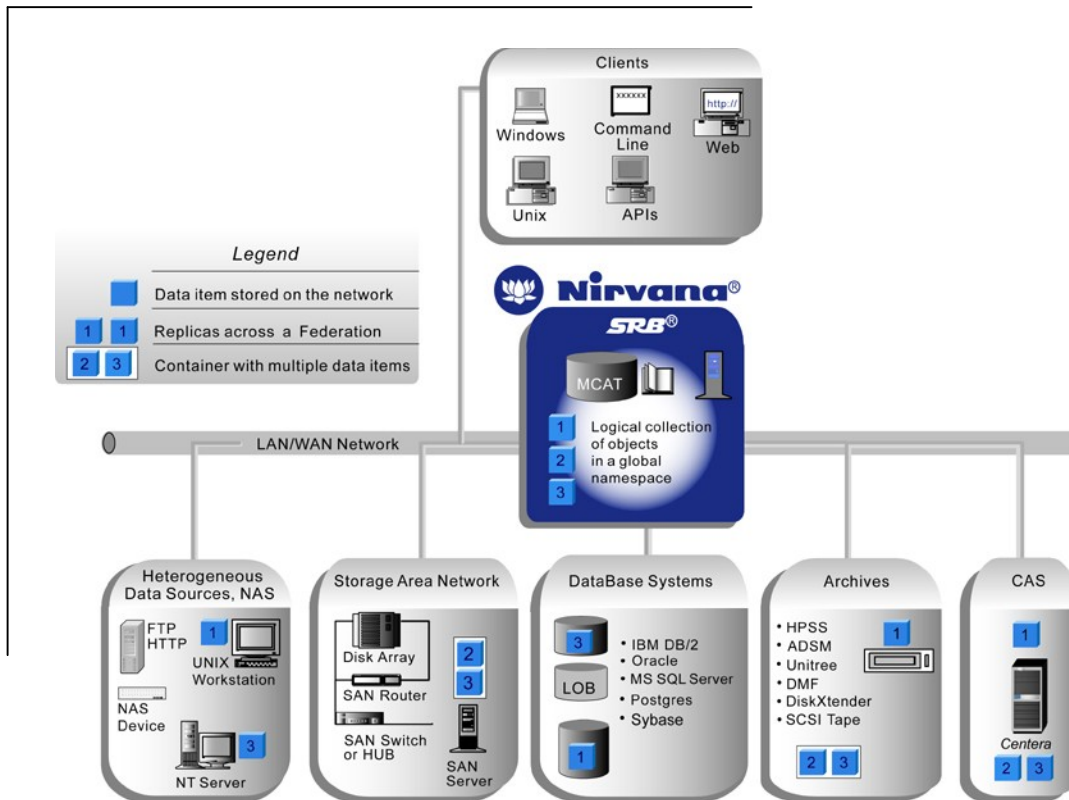 Clients
Windows
xxxxxx
Command
Line
http://
Web
Unix
APIs
Legend
Data item stored on the network
1 1 Replicas across a Federation
2 3 Container with multiple data items
Nirvana®
SRB®
MCAT
1 Logical collection
of objects
2 in a global
namespace
3
LAN/WAN Network
Heterogeneous
Data Sources, NAS
FTP
HTTP
1
UNIX
Workstation
NAS
Device
3
NT Server
Storage Area Network
Disk Array
2
3
SAN Router
SAN Switch
or HUB
SAN
Server
DataBase Systems
3
LOB
1
• IBM DB/2
• Oracle
• MS SQL Server
• Postgres
• Sybase
Archives
• HPSS
• ADSM
• Unitree
• DMF
• DiskXtender
• SCSI Tape
1
2 3
CAS
1
Centera
2 3